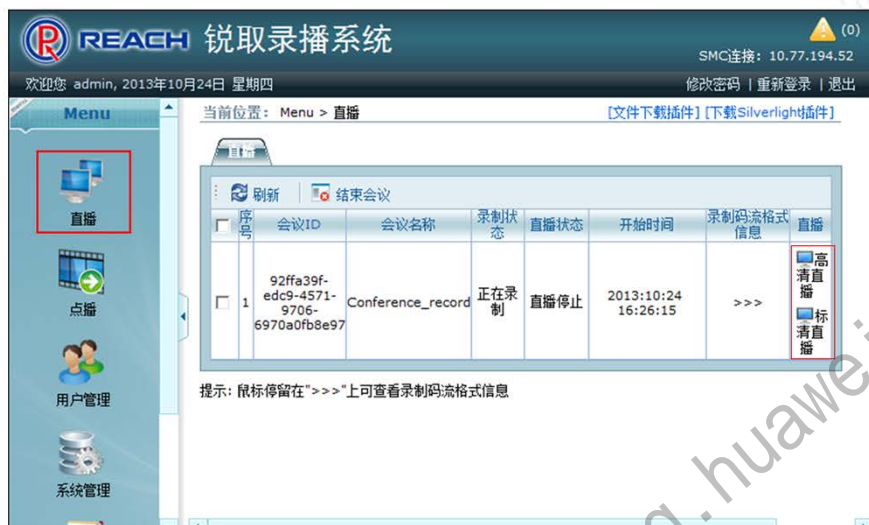 REACH 锐取录播系统
(0)
SMC连接: 10.77.194.52
欢迎您 admin, 2013年10月24日 星期四
修改密码 | 重新登录 | 退出
Menu
当前位置: Menu > 直播
[文件下载插件] [下载Silverlight插件]
直播
直播
刷新
结束会议
序号
会议ID
会议名称
录制状
态
直播状态
开始时间
录制码流格式
信息
直播
1
92ffa39f-
edc9-4571-
9706-
6970a0fb8e97
Conference_record
正在录
制
直播停止
2013:10:24
16:26:15
>>>
高
清直
播
标
清直
播
点播
提示: 鼠标停留在">>>"上可查看录制码流格式信息
用户管理
系统管理
g.huawei